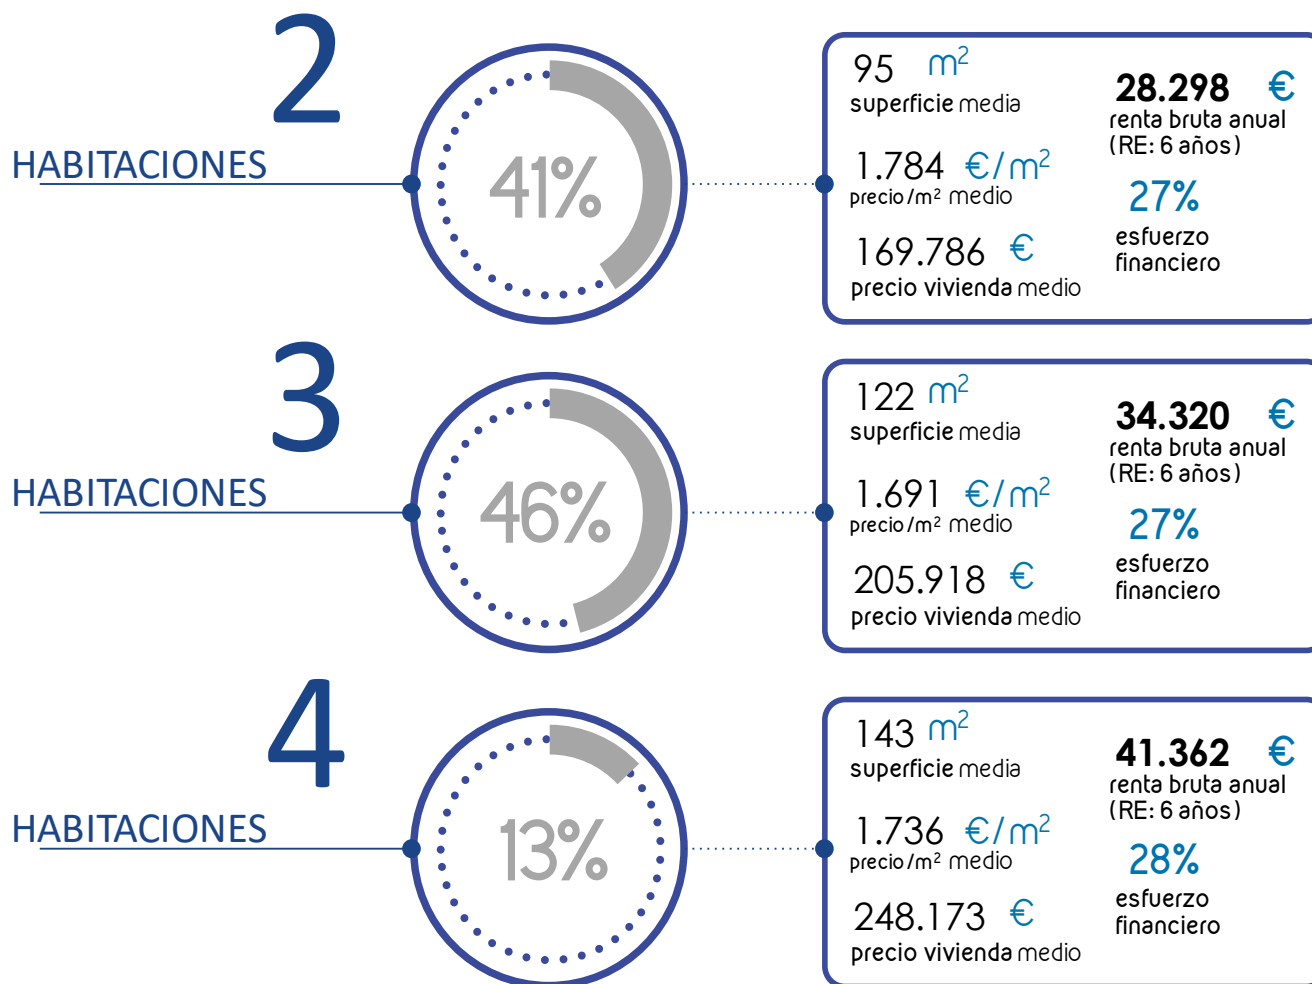 2
HABITACIONES
41%
95 m²
superficie media
1.784 €/m²
precio/m² medio
169.786 €
precio vivienda medio
28.298 €
renta bruta anual
(RE: 6 años)
27%
esfuerzo
financiero
3
HABITACIONES
46%
122 m²
superficie media
1.691 €/m²
precio/m² medio
205.918 €
precio vivienda medio
34.320 €
renta bruta anual
(RE: 6 años)
27%
esfuerzo
financiero
4
HABITACIONES
13%
143 m²
superficie media
1.736 €/m²
precio/m² medio
248.173 €
precio vivienda medio
41.362 €
renta bruta anual
(RE: 6 años)
28%
esfuerzo
financiero